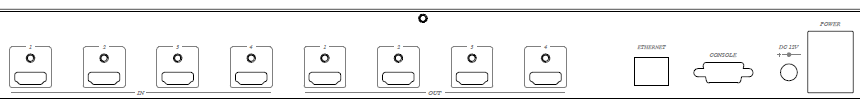 POWER
1 2 3 4 1 2 3 4 ETHERNET CONSOLE DC 12V
IN OUT